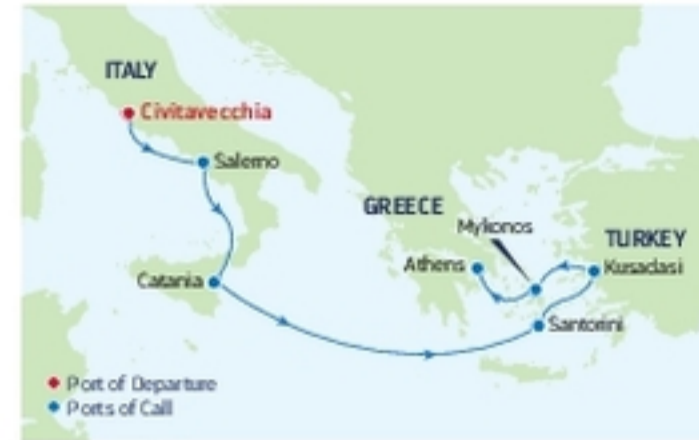 ITALY
Civitavecchia
Salerno
GREECE
Mykonos
TURKEY
Athens
Kusadasi
Catania
Santorini
Port of Departure
Ports of Call